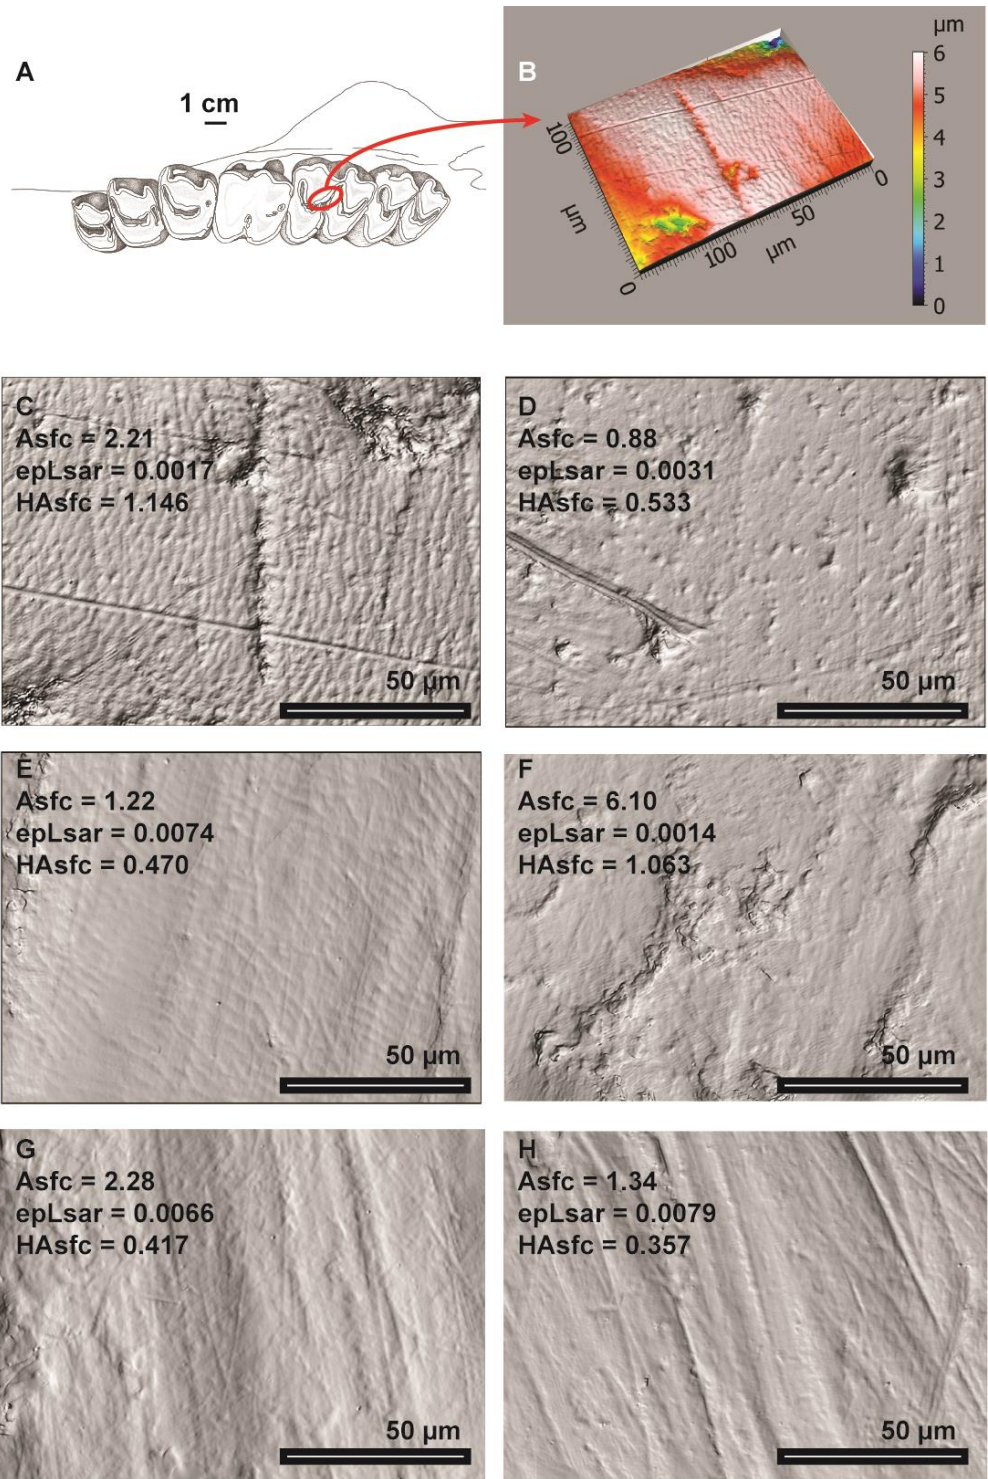 A
1 cm
B
µm
6
5
4
3
2
1
0
100
µm
0
100
µm
50
0
C
Asfc = 2.21
epLsar = 0.0017
HAsfc = 1.146
50 µm
D
Asfc = 0.88
epLsar = 0.0031
HAsfc = 0.533
50 µm
E
Asfc = 1.22
epLsar = 0.0074
HAsfc = 0.470
50 µm
F
Asfc = 6.10
epLsar = 0.0014
HAsfc = 1.063
50 µm
G
Asfc = 2.28
epLsar = 0.0066
HAsfc = 0.417
50 µm
H
Asfc = 1.34
epLsar = 0.0079
HAsfc = 0.357
50 µm